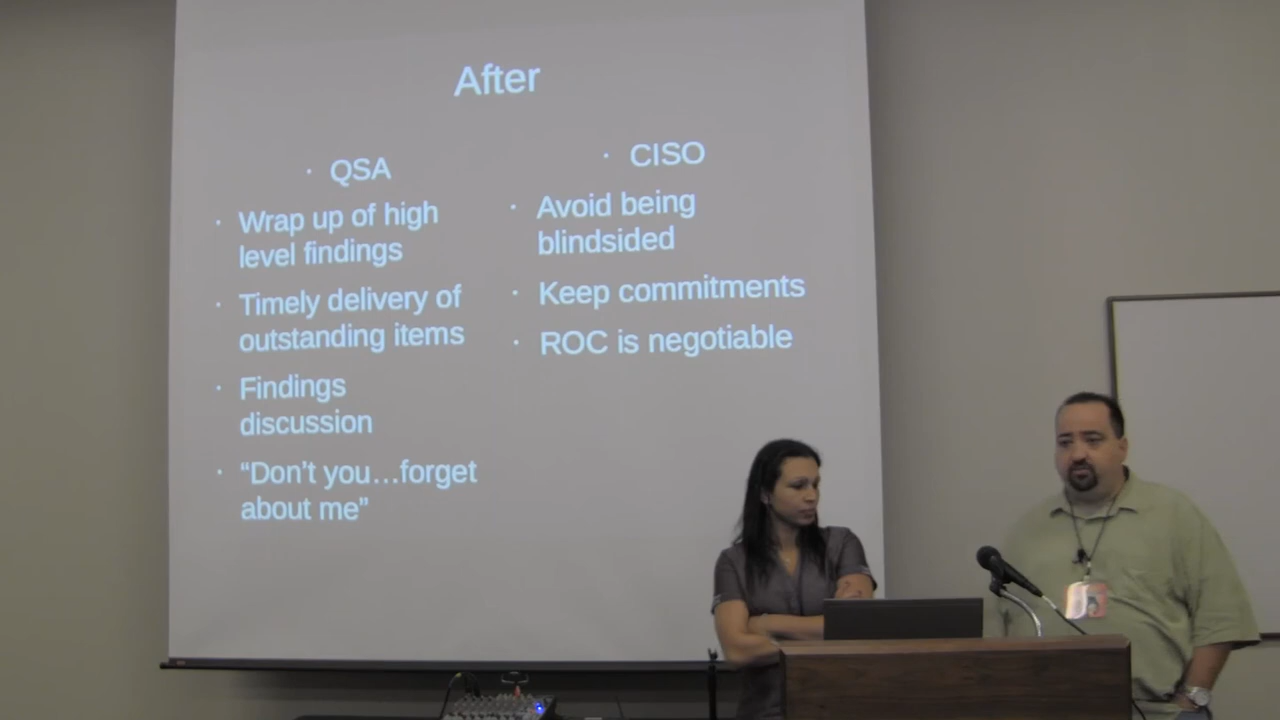 After
· QSA
· Wrap up of high
level findings
· Timely delivery of
outstanding items
· Findings
discussion
· “Don’t you…forget
about me”
· CISO
· Avoid being
blindsided
· Keep commitments
· ROC is negotiable